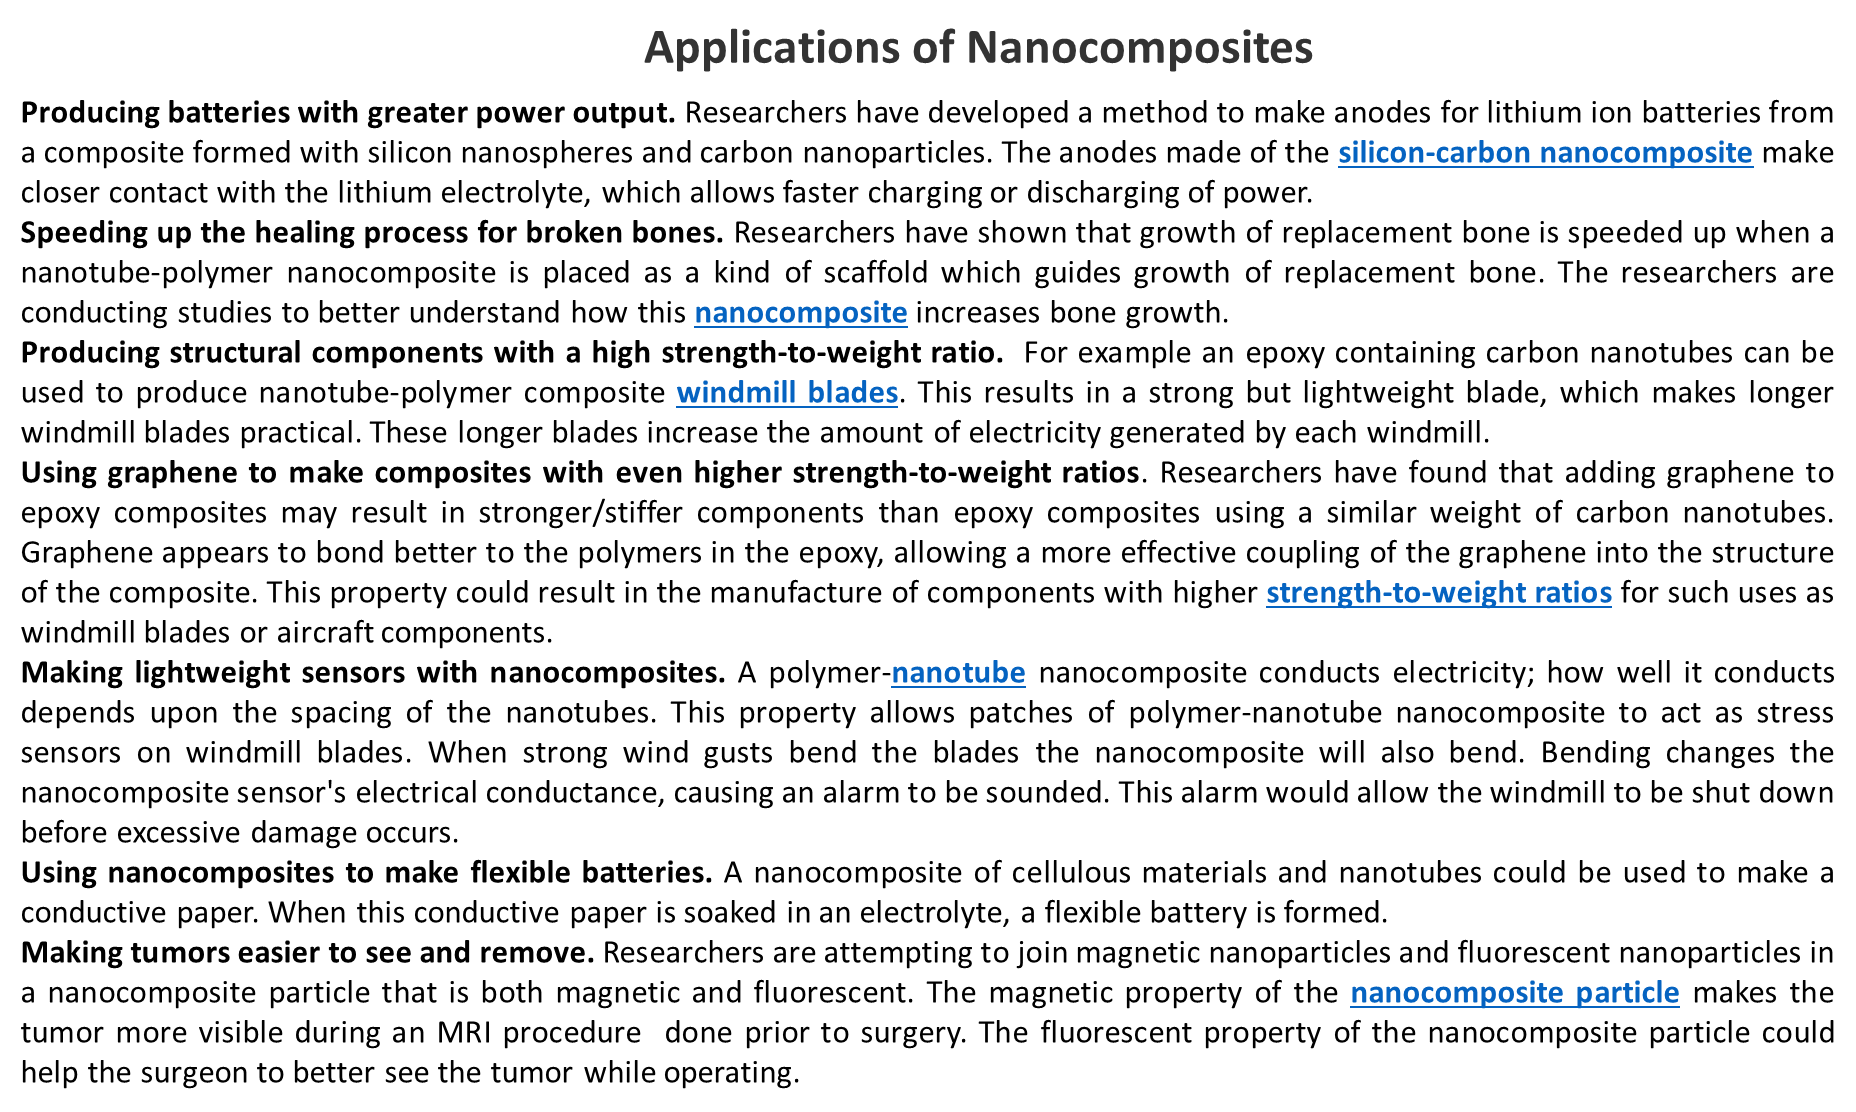 Applications of Nanocomposites
Producing batteries with greater power output. Researchers have developed a method to make anodes for lithium ion batteries from
a composite formed with silicon nanospheres and carbon nanoparticles. The anodes made of the silicon-carbon nanocomposite make
closer contact with the lithium electrolyte, which allows faster charging or discharging of power.
Speeding up the healing process for broken bones. Researchers have shown that growth of replacement bone is speeded up when a
nanotube-polymer nanocomposite is placed as a kind of scaffold which guides growth of replacement bone. The researchers are
conducting studies to better understand how this nanocomposite increases bone growth.
Producing structural components with a high strength-to-weight ratio.  For example an epoxy containing carbon nanotubes can be
used to produce nanotube-polymer composite windmill blades. This results in a strong but lightweight blade, which makes longer
windmill blades practical. These longer blades increase the amount of electricity generated by each windmill.
Using graphene to make composites with even higher strength-to-weight ratios. Researchers have found that adding graphene to
epoxy composites may result in stronger/stiffer components than epoxy composites using a similar weight of carbon nanotubes.
Graphene appears to bond better to the polymers in the epoxy, allowing a more effective coupling of the graphene into the structure
of the composite. This property could result in the manufacture of components with higher strength-to-weight ratios for such uses as
windmill blades or aircraft components.
Making lightweight sensors with nanocomposites. A polymer-nanotube nanocomposite conducts electricity; how well it conducts
depends upon the spacing of the nanotubes. This property allows patches of polymer-nanotube nanocomposite to act as stress
sensors on windmill blades. When strong wind gusts bend the blades the nanocomposite will also bend. Bending changes the
nanocomposite sensor's electrical conductance, causing an alarm to be sounded. This alarm would allow the windmill to be shut down
before excessive damage occurs.
Using nanocomposites to make flexible batteries. A nanocomposite of cellulous materials and nanotubes could be used to make a
conductive paper. When this conductive paper is soaked in an electrolyte, a flexible battery is formed.
Making tumors easier to see and remove. Researchers are attempting to join magnetic nanoparticles and fluorescent nanoparticles in
a nanocomposite particle that is both magnetic and fluorescent. The magnetic property of the nanocomposite particle makes the
tumor more visible during an MRI procedure  done prior to surgery. The fluorescent property of the nanocomposite particle could
help the surgeon to better see the tumor while operating.